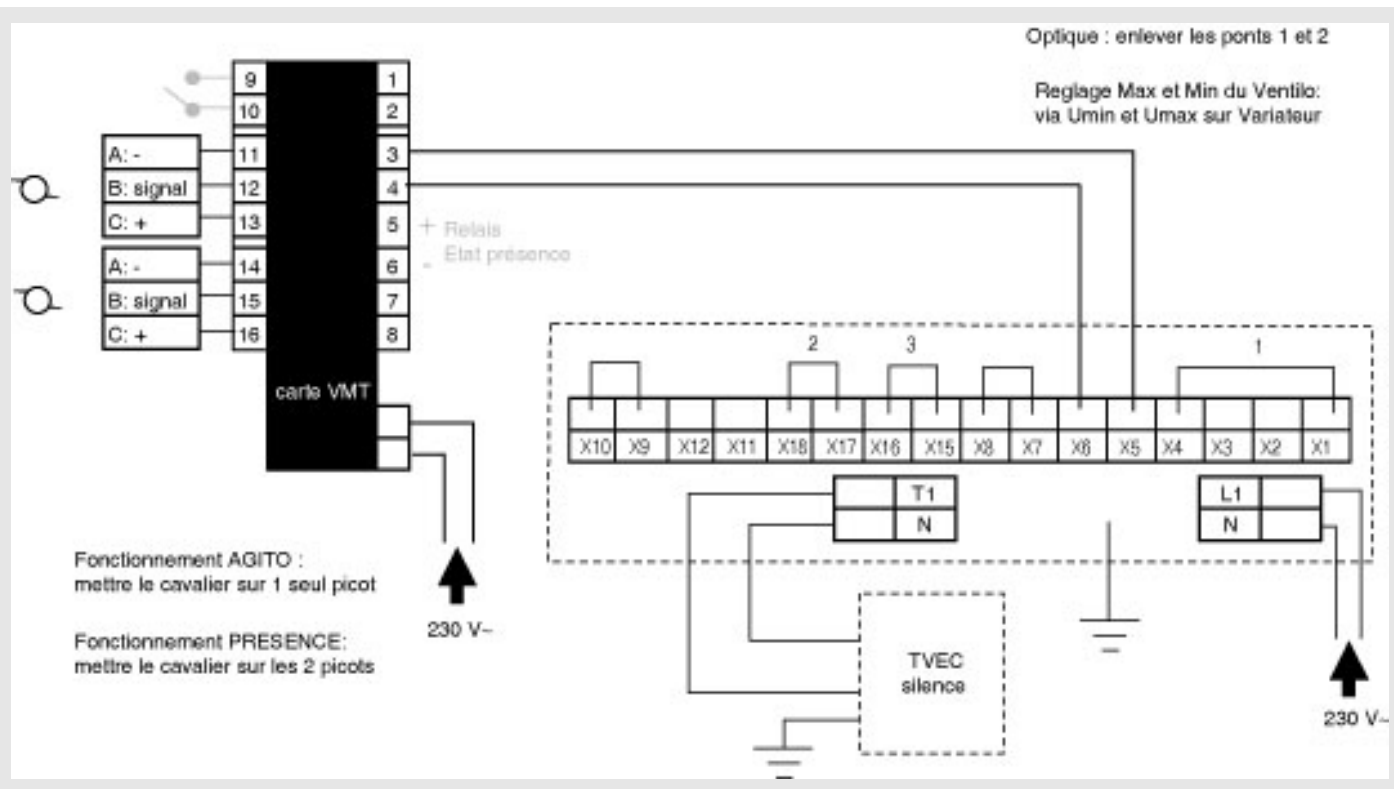 Optique : enlever les ponts 1 et 2
Reglage Max et Min du Ventilo:
via Umin et Umax sur Variateur
9
1
10
2
A: -
11
3
B: signal
12
4
C: +
13
5
+ Relais
Etat présence
-
A: -
14
6
B: signal
15
7
C: +
16
8
carte VMT
2
3
1
X10 X9 X12 X11 X18 X17 X16 X15 X8 X7 X6 X5 X4 X3 X2 X1
T1
N
L1
N
Fonctionnement AGITO :
mettre le cavalier sur 1 seul picot
230 V~
Fonctionnement PRESENCE:
mettre le cavalier sur les 2 picots
TVEC
silence
230 V~